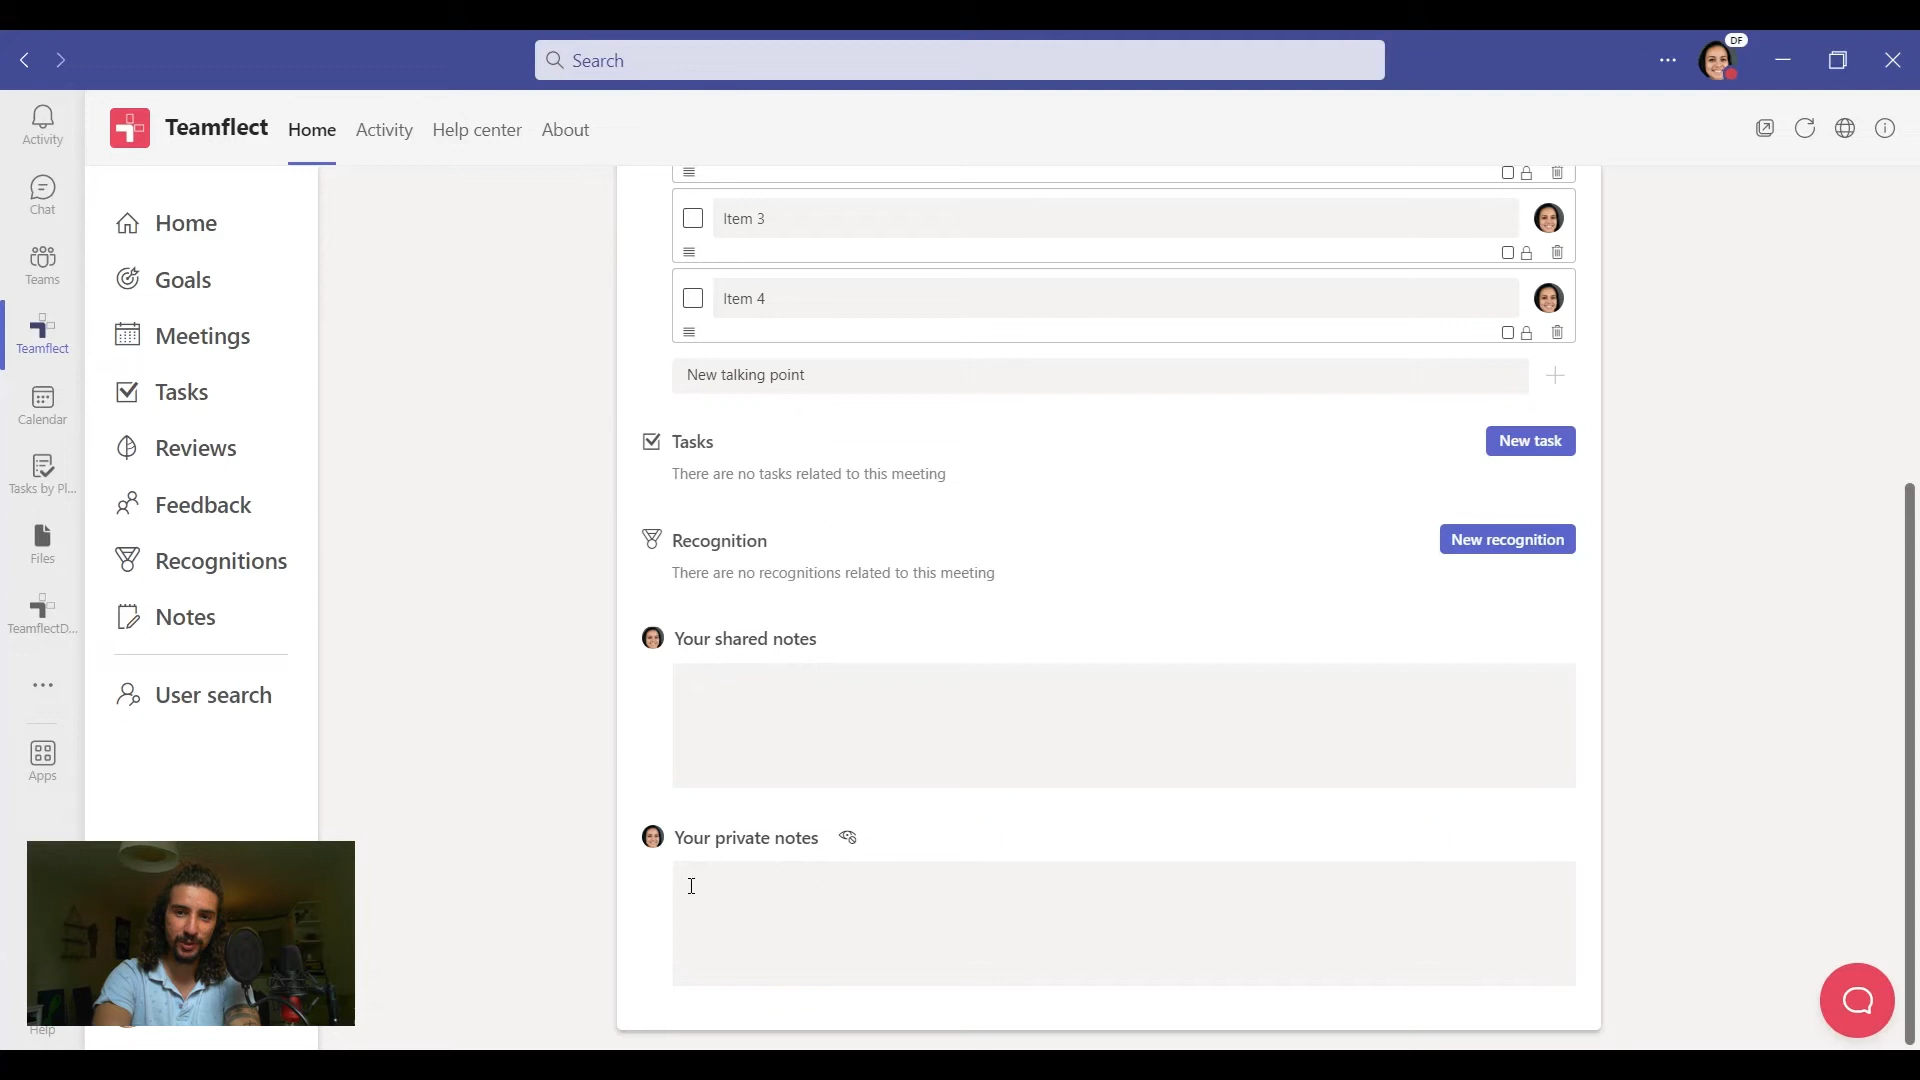 DF
Search
Teamflect
Home
Activity
Help center
About
Activity
Chat
Teams
Teamflect
Calendar
Tasks by Pl...
Files
TeamflectD...
Apps
Help
Home
Goals
Meetings
Tasks
Reviews
Feedback
Recognitions
Notes
User search
Item 3
Item 4
New talking point
Tasks
New task
There are no tasks related to this meeting
Recognition
New recognition
There are no recognitions related to this meeting
Your shared notes
Your private notes